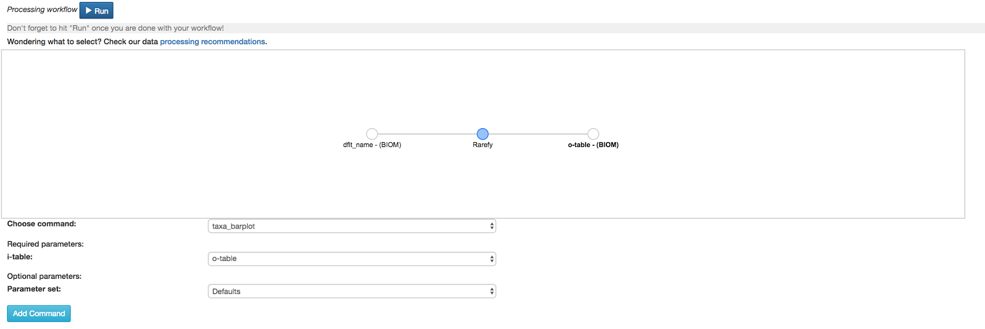 Processing workflow Run
Don't forget to hit "Run" once you are done with your workflow!
Wondering what to select? Check our data processing recommendations.
dflt_name - (BIOM) Rarefy o-table - (BIOM)
Choose command: taxa_barplot
Required parameters:
i-table: o-table
Optional parameters:
Parameter set: Defaults
Add Command